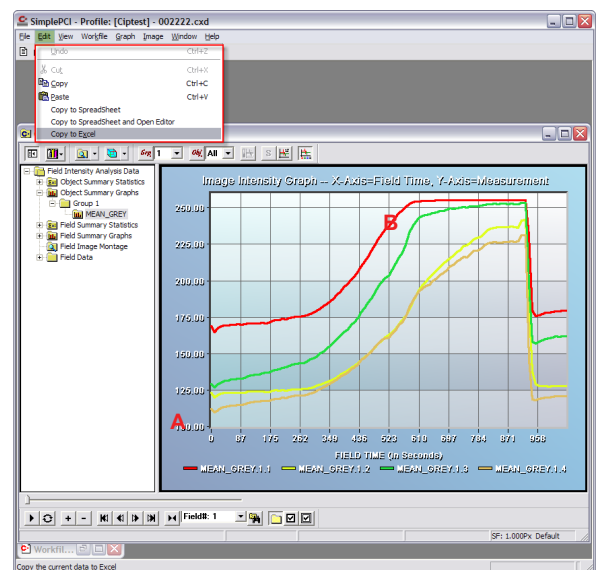 SimplePCI - Profile: [Ciptest] - 002222.cxd
File Edit View Workfile Graph Image Window Help
Undo Ctrl+Z
Cut Ctrl+X
Copy Ctrl+C
Paste Ctrl+V
Copy to SpreadSheet
Copy to SpreadSheet and Open Editor
Copy to Excel
Grp. 1 Obj. All
Field Intensity Analysis Data
Object Summary Statistics
Object Summary Graphs
Group 1
MEAN_GREY
Field Summary Statistics
Field Summary Graphs
Field Image Montage
Field Data
Image Intensity Graph -- X-Axis=Field Time, Y-Axis=Measurement
250.00
B
225.00
200.00
175.00
150.00
125.00
A
100.00
0 87 175 262 349 436 523 610 697 784 871 958
FIELD TIME (in Seconds)
MEAN_GREY.1.1 MEAN_GREY.1.2 MEAN_GREY.1.3 MEAN_GREY.1.4
Field#: 1
SF: 1.000Px Default
Workfil...
Copy the current data to Excel